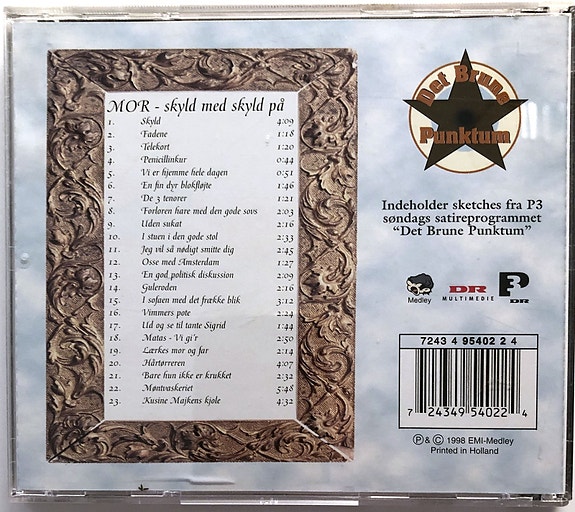 MOR - skyld med skyld på
1. Skyld 4:09
2. Fadene 1:18
3. Telekort 1:20
4. Penicillinkur 0:44
5. Vi er hjemme hele dagen 0:51
6. En fin dyr blokfløjte 1:46
7. De 3 tenorer 1:21
8. Forloren hare med den gode sovs 2:03
9. Uden sukat 2:16
10. I stuen i den gode stol 2:33
11. Jeg vil så nødigt smitte dig 2:45
12. Osse med Amsterdam 1:27
13. En god politisk diskussion 2:09
14. Guleroden 2:16
15. I sofaen med det frække blik 3:12
16. Vimmers pote 2:24
17. Ud og se til tante Sigrid 1:44
18. Matas - Vi gi'r 2:50
19. Lærkes mor og far 2:14
20. Hårtørreren 4:07
21. Bare hun ikke er krukket 2:32
22. Møntvaskeriet 5:48
23. Kusine Majkens kjole 4:32
Det Brune
Punktum
Indeholder sketches fra P3
søndags satireprogrammet
"Det Brune Punktum"
Medley
DR
MULTIMEDIE
P3
DR
7243 4 95402 2 4
7 24349 54022 4
Ⓟ & © 1998 EMI-Medley
Printed in Holland